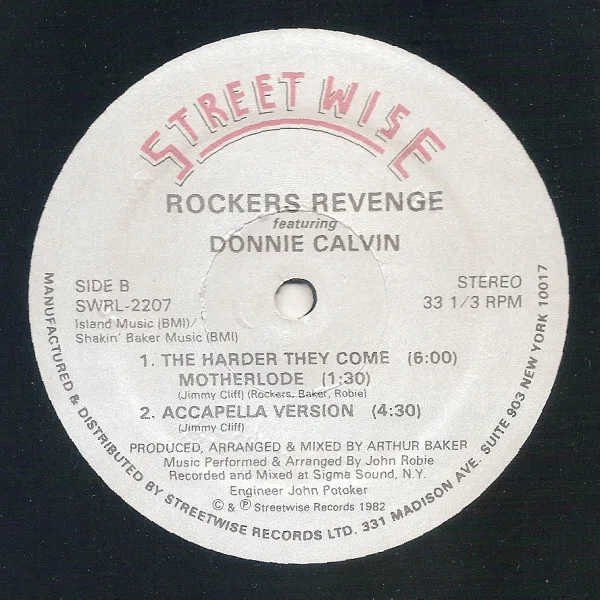 STREETWISE
ROCKERS REVENGE
featuring
DONNIE CALVIN
SIDE B
SWRL-2207
Island Music (BMI)/
Shakin' Baker Music (BMI)
STEREO
33 1/3 RPM
1. THE HARDER THEY COME (6:00)
MOTHERLODE (1:30)
(Jimmy Cliff) (Rockers, Baker, Robie)
2. ACCAPELLA VERSION (4:30)
(Jimmy Cliff)
PRODUCED, ARRANGED & MIXED BY ARTHUR BAKER
Music Performed & Arranged By John Robie
Recorded and Mixed at Sigma Sound, N.Y.
Engineer John Potoker
© & ℗ Streetwise Records 1982
MANUFACTURED & DISTRIBUTED BY STREETWISE RECORDS LTD. 331 MADISON AVE. SUITE 903 NEW YORK 10017